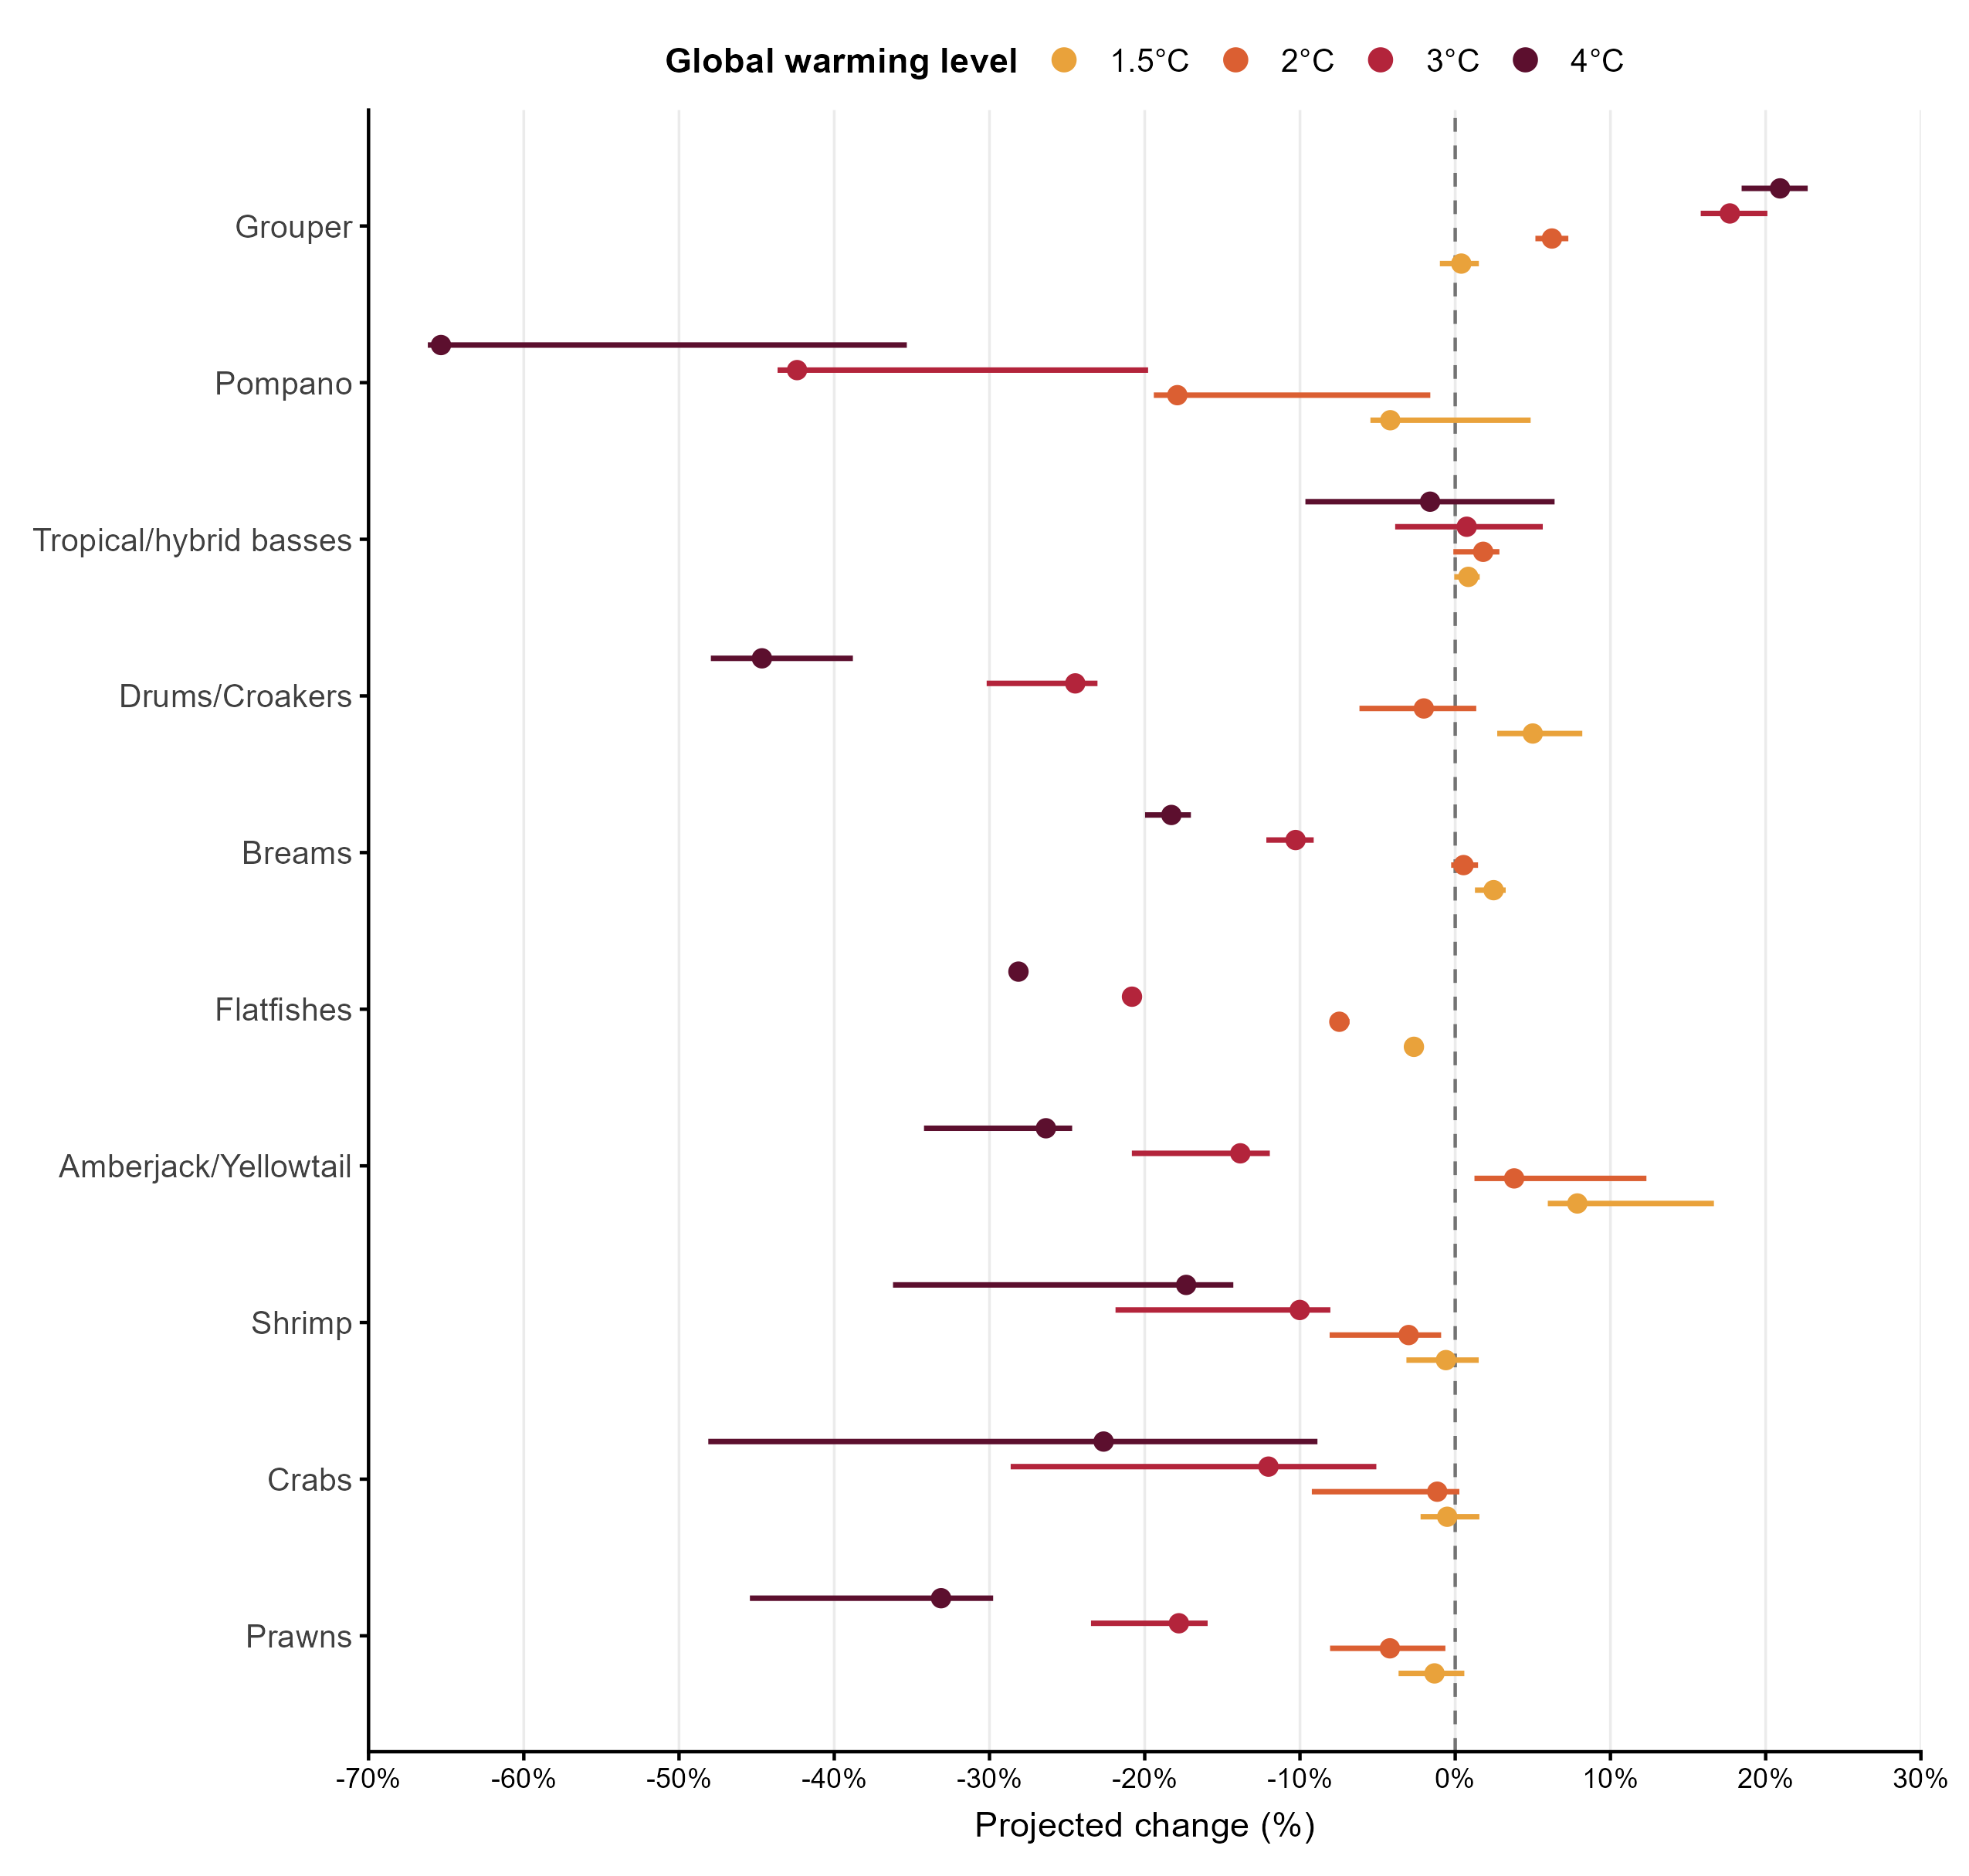 Global warming level 1.5°C 2°C 3°C 4°C
Grouper
Pompano
Tropical/hybrid basses
Drums/Croakers
Breams
Flatfishes
Amberjack/Yellowtail
Shrimp
Crabs
Prawns
-70% -60% -50% -40% -30% -20% -10% 0% 10% 20% 30%
Projected change (%)